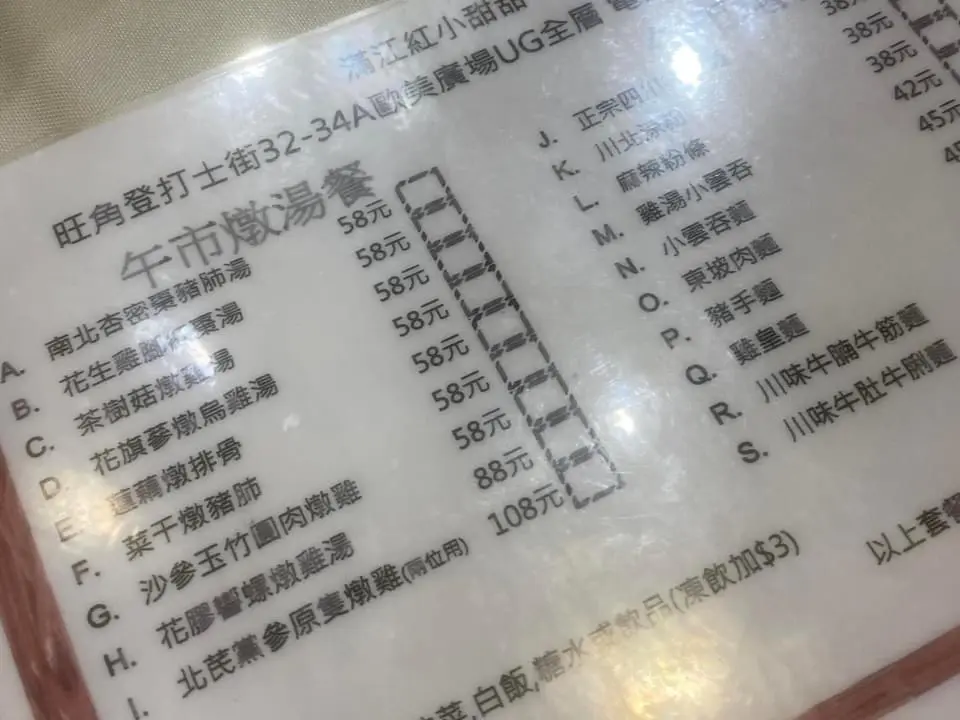 滿江紅小甜甜
旺角登打士街32-34A歐美廣場UG全層
午市燉湯餐
A. 南北杏密棗豬肺湯 58元
B. 花生雞腳紅棗湯 58元
C. 茶樹菇燉雞湯 58元
D. 花旗蔘燉烏雞湯 58元
E. 蓮藕燉排骨 58元
F. 菜干燉豬肺 58元
G. 沙參玉竹圓肉燉雞 58元
H. 花膠響螺燉雞湯 88元
I. 北芪黨參原隻燉雞(兩位用) 108元
J. 正宗四川
K. 川北涼粉
L. 麻辣粉條
M. 雞湯小雲吞
N. 小雲吞麵
O. 東坡肉麵
P. 豬手麵
Q. 雞皇麵
R. 川味牛腩牛筋麵
S. 川味牛肚牛脷麵
38元
38元
42元
45元
以上套餐
菜,白飯,糖水或飲品(凍飲加$3)